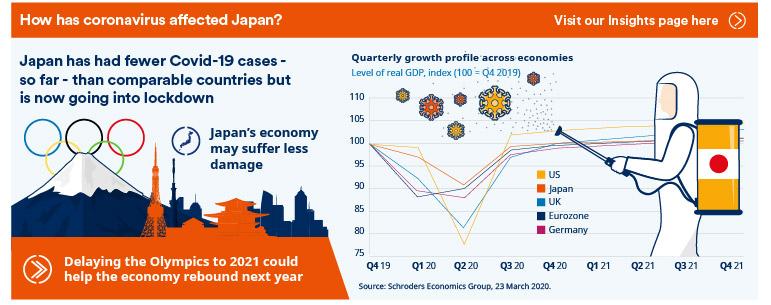 How has coronavirus affected Japan?
Visit our Insights page here
Japan has had fewer Covid-19 cases -
so far - than comparable countries but
is now going into lockdown
Japan's economy
may suffer less
damage
Delaying the Olympics to 2021 could
help the economy rebound next year
Quarterly growth profile across economies
Level of real GDP, index (100 = Q4 2019)
110
105
100
95
90
85
80
75
US
Japan
UK
Eurozone
Germany
Q4 19 Q1 20 Q2 20 Q3 20 Q4 20 Q1 21 Q2 21 Q3 21 Q4 21
Source: Schroders Economics Group, 23 March 2020.